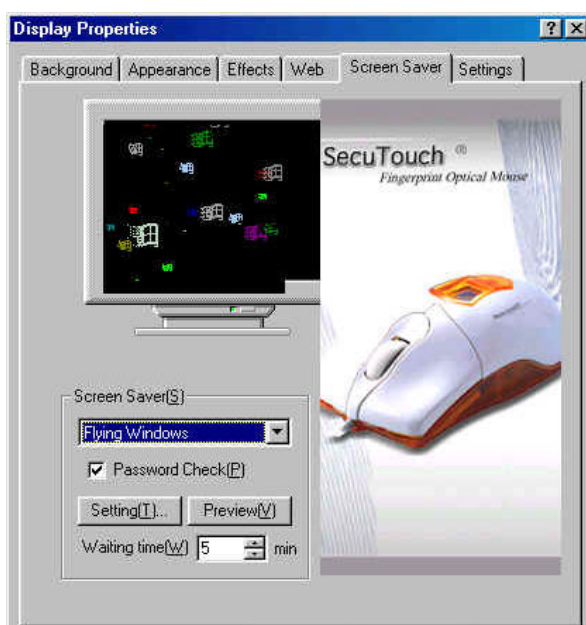 Display Properties
Background Appearance Effects Web Screen Saver Settings
SecuTouch (R)
Fingerprint Optical Mouse
Screen Saver(S)
Flying Windows
Password Check(P)
Setting(T)... Preview(V)
Waiting time(W) 5 min